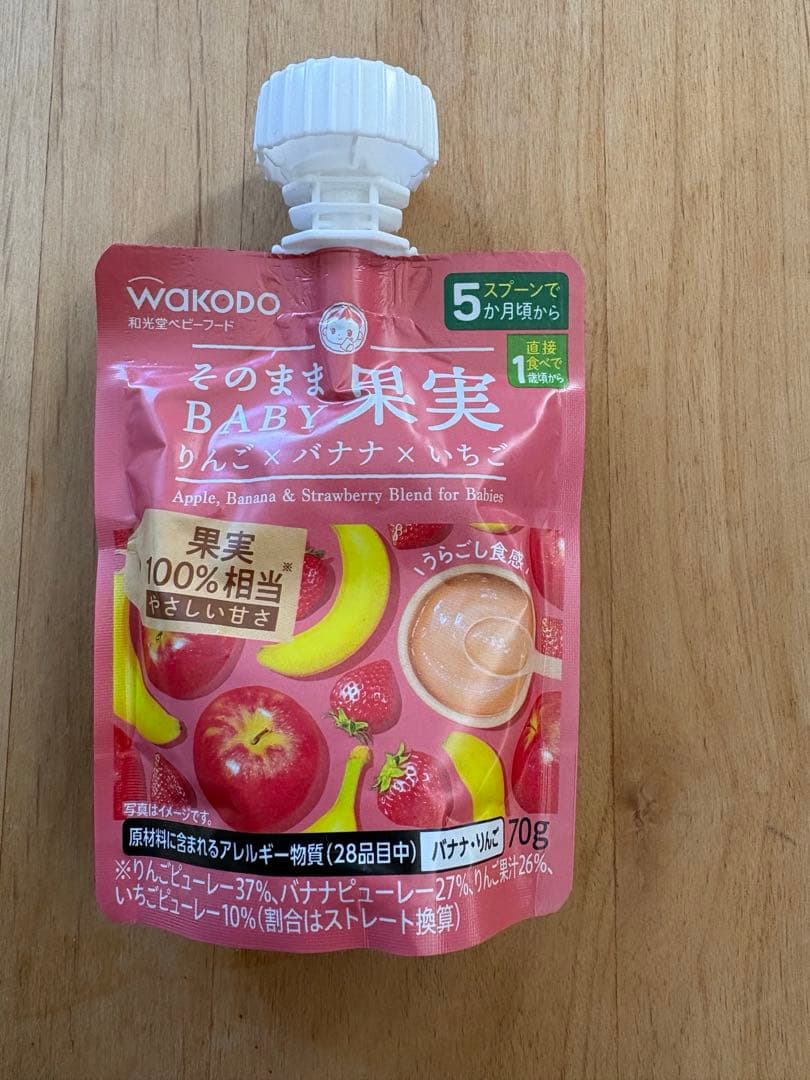 WaKODO
和光堂ベビーフード
5 スプーンで
か月頃から
直接
食べで
1歳頃から
そのまま
BABY 果実
りんご×バナナ×いちご
Apple, Banana & Strawberry Blend for Babies
果実
100%相当※
やさしい甘さ
うらごし食感
写真はイメージです。
原材料に含まれるアレルギー物質(28品目中) バナナ・りんご 70g
※りんごピューレー37%、バナナピューレー27%、りんご果汁26%、
いちごピューレー10%(割合はストレート換算)